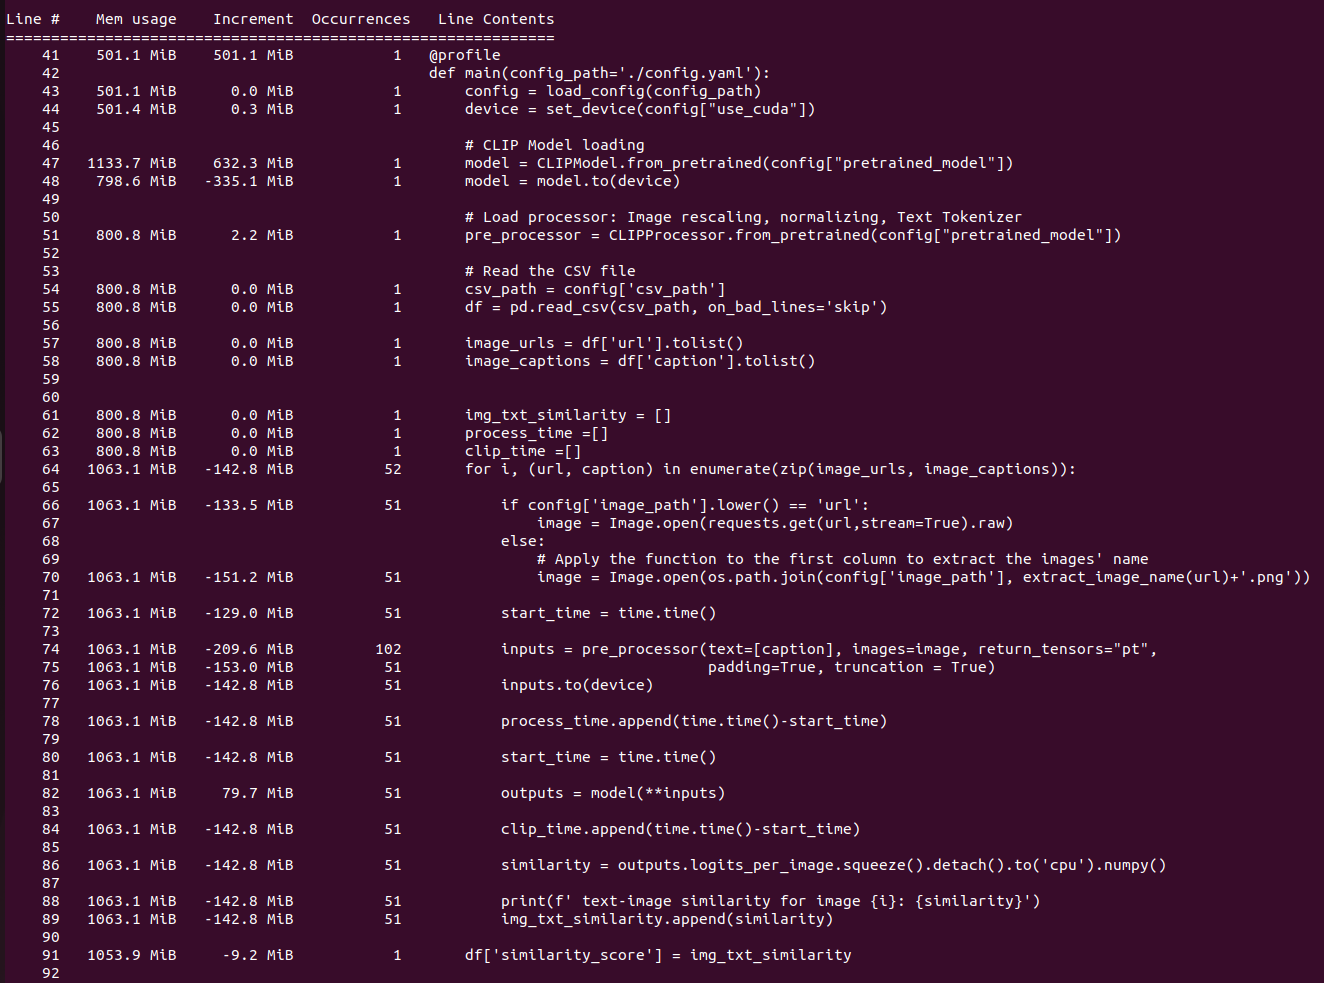 Line #    Mem usage    Increment  Occurrences   Line Contents
=============================================================
    41    501.1 MiB    501.1 MiB           1   @profile
    42                                         def main(config_path='./config.yaml'):
    43    501.1 MiB      0.0 MiB           1       config = load_config(config_path)
    44    501.4 MiB      0.3 MiB           1       device = set_device(config["use_cuda"])
    45
    46                                             # CLIP Model loading
    47   1133.7 MiB    632.3 MiB           1       model = CLIPModel.from_pretrained(config["pretrained_model"])
    48    798.6 MiB   -335.1 MiB           1       model = model.to(device)
    49
    50                                             # Load processor: Image rescaling, normalizing, Text Tokenizer
    51    800.8 MiB      2.2 MiB           1       pre_processor = CLIPProcessor.from_pretrained(config["pretrained_model"])
    52
    53                                             # Read the CSV file
    54    800.8 MiB      0.0 MiB           1       csv_path = config['csv_path']
    55    800.8 MiB      0.0 MiB           1       df = pd.read_csv(csv_path, on_bad_lines='skip')
    56
    57    800.8 MiB      0.0 MiB           1       image_urls = df['url'].tolist()
    58    800.8 MiB      0.0 MiB           1       image_captions = df['caption'].tolist()
    59
    60
    61    800.8 MiB      0.0 MiB           1       img_txt_similarity = []
    62    800.8 MiB      0.0 MiB           1       process_time =[]
    63    800.8 MiB      0.0 MiB           1       clip_time =[]
    64   1063.1 MiB   -142.8 MiB          52       for i, (url, caption) in enumerate(zip(image_urls, image_captions)):
    65
    66   1063.1 MiB   -133.5 MiB          51           if config['image_path'].lower() == 'url':
    67                                                     image = Image.open(requests.get(url,stream=True).raw)
    68                                                 else:
    69                                                     # Apply the function to the first column to extract the images' name
    70   1063.1 MiB   -151.2 MiB          51               image = Image.open(os.path.join(config['image_path'], extract_image_name(url)+'.png'))
    71
    72   1063.1 MiB   -129.0 MiB          51           start_time = time.time()
    73
    74   1063.1 MiB   -209.6 MiB         102           inputs = pre_processor(text=[caption], images=image, return_tensors="pt",
    75   1063.1 MiB   -153.0 MiB          51                                  padding=True, truncation = True)
    76   1063.1 MiB   -142.8 MiB          51           inputs.to(device)
    77
    78   1063.1 MiB   -142.8 MiB          51           process_time.append(time.time()-start_time)
    79
    80   1063.1 MiB   -142.8 MiB          51           start_time = time.time()
    81
    82   1063.1 MiB     79.7 MiB          51           outputs = model(**inputs)
    83
    84   1063.1 MiB   -142.8 MiB          51           clip_time.append(time.time()-start_time)
    85
    86   1063.1 MiB   -142.8 MiB          51           similarity = outputs.logits_per_image.squeeze().detach().to('cpu').numpy()
    87
    88   1063.1 MiB   -142.8 MiB          51           print(f' text-image similarity for image {i}: {similarity}')
    89   1063.1 MiB   -142.8 MiB          51           img_txt_similarity.append(similarity)
    90
    91   1053.9 MiB     -9.2 MiB           1       df['similarity_score'] = img_txt_similarity
    92